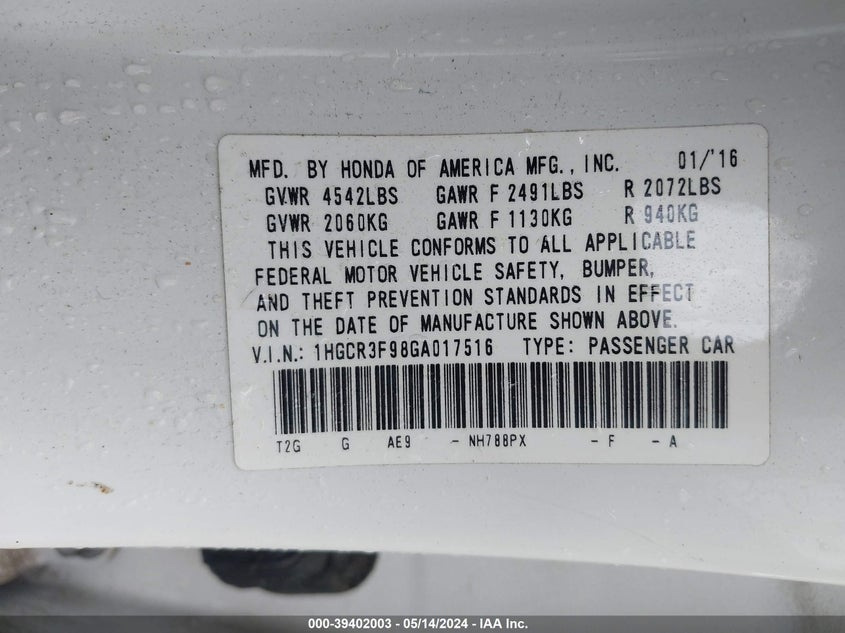 MFD. BY HONDA OF AMERICA MFG., INC. 01/'16
GVWR 4542LBS GAWR F 2491LBS R 2072LBS
GVWR 2060KG GAWR F 1130KG R 940KG
THIS VEHICLE CONFORMS TO ALL APPLICABLE
FEDERAL MOTOR VEHICLE SAFETY, BUMPER,
AND THEFT PREVENTION STANDARDS IN EFFECT
ON THE DATE OF MANUFACTURE SHOWN ABOVE.
V.I.N.: 1HGCR3F98GA017516 TYPE: PASSENGER CAR
T2G G AE9 - NH788PX - F - A
000-39402003 / 05/14/2024 - IAA Inc.